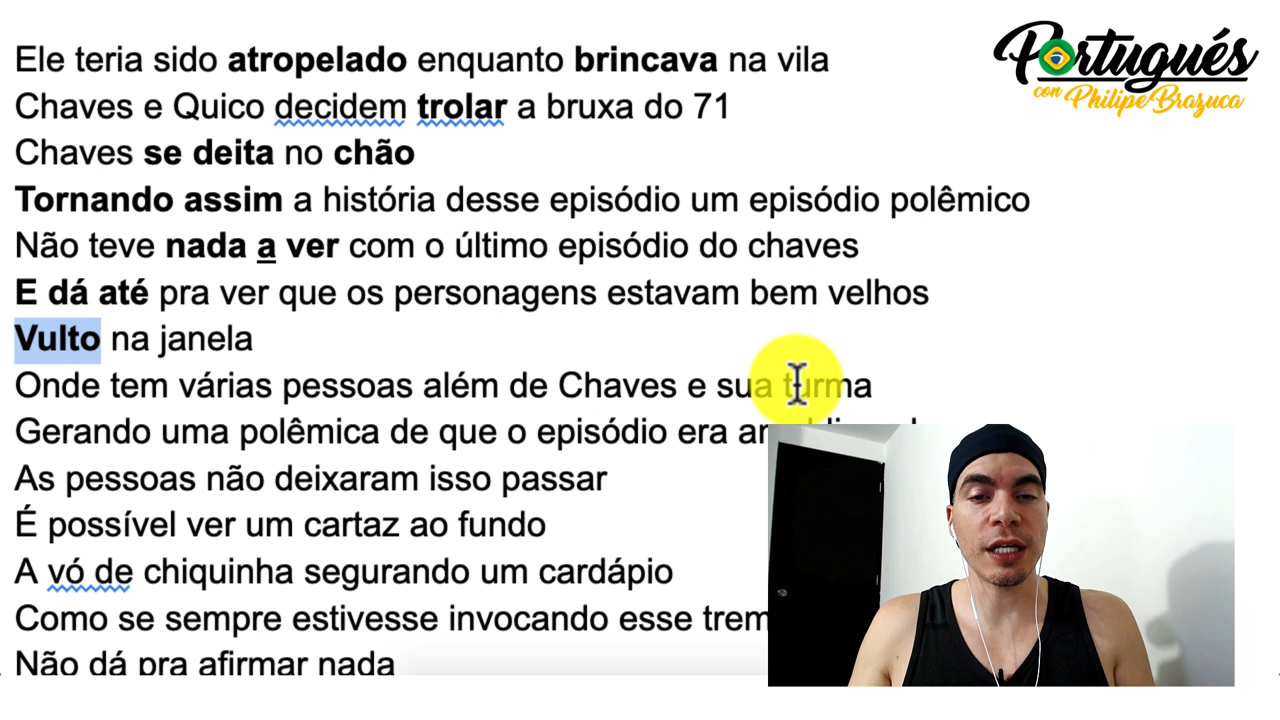 Portugués
con PhilipeBrazuca
Ele teria sido atropelado enquanto brincava na vila
Chaves e Quico decidem trolar a bruxa do 71
Chaves se deita no chão
Tornando assim a história desse episódio um episódio polêmico
Não teve nada a ver com o último episódio do chaves
E dá até pra ver que os personagens estavam bem velhos
Vulto na janela
Onde tem várias pessoas além de Chaves e sua turma
Gerando uma polêmica de que o episódio era
As pessoas não deixaram isso passar
É possível ver um cartaz ao fundo
A vó de chiquinha segurando um cardápio
Como se sempre estivesse invocando esse
Não dá pra afirmar nada